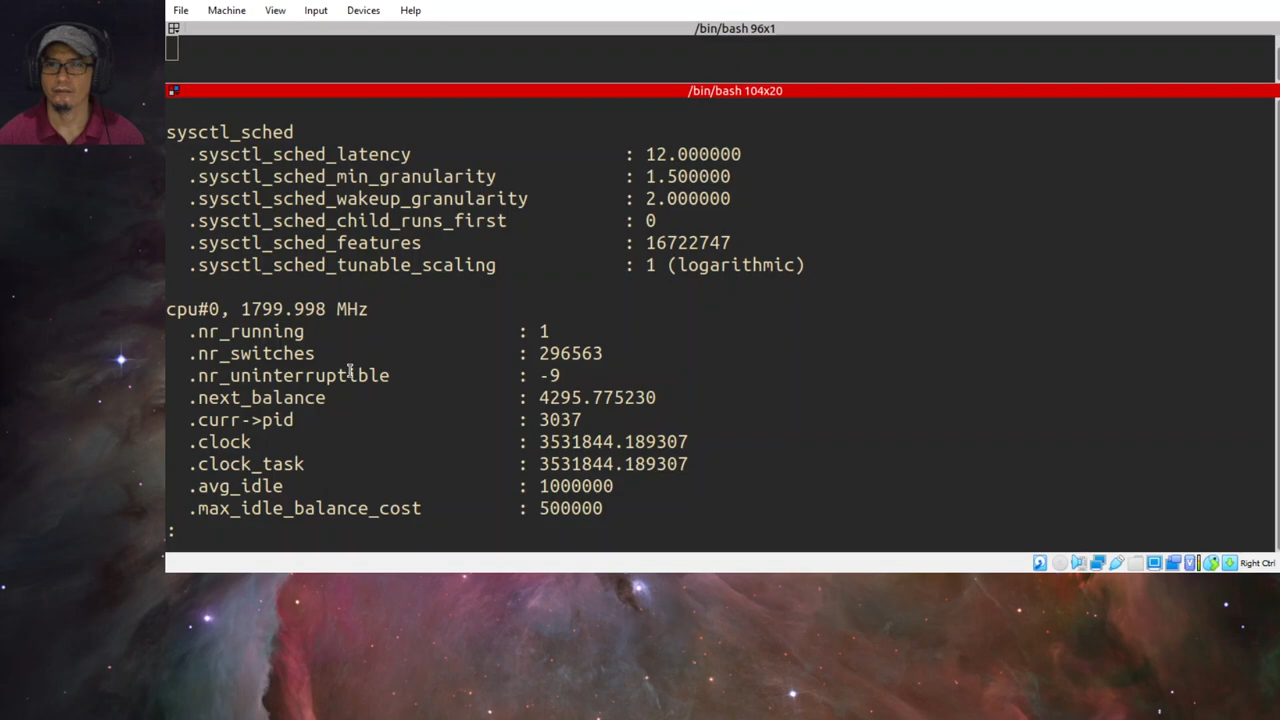 File Machine View Input Devices Help
/bin/bash 96x1
/bin/bash 104x20
sysctl_sched
.sysctl_sched_latency : 12.000000
.sysctl_sched_min_granularity : 1.500000
.sysctl_sched_wakeup_granularity : 2.000000
.sysctl_sched_child_runs_first : 0
.sysctl_sched_features : 16722747
.sysctl_sched_tunable_scaling : 1 (logarithmic)
cpu#0, 1799.998 MHz
.nr_running : 1
.nr_switches : 296563
.nr_uninterruptible : -9
.next_balance : 4295.775230
.curr->pid : 3037
.clock : 3531844.189307
.clock_task : 3531844.189307
.avg_idle : 1000000
.max_idle_balance_cost : 500000
:
Right Ctrl